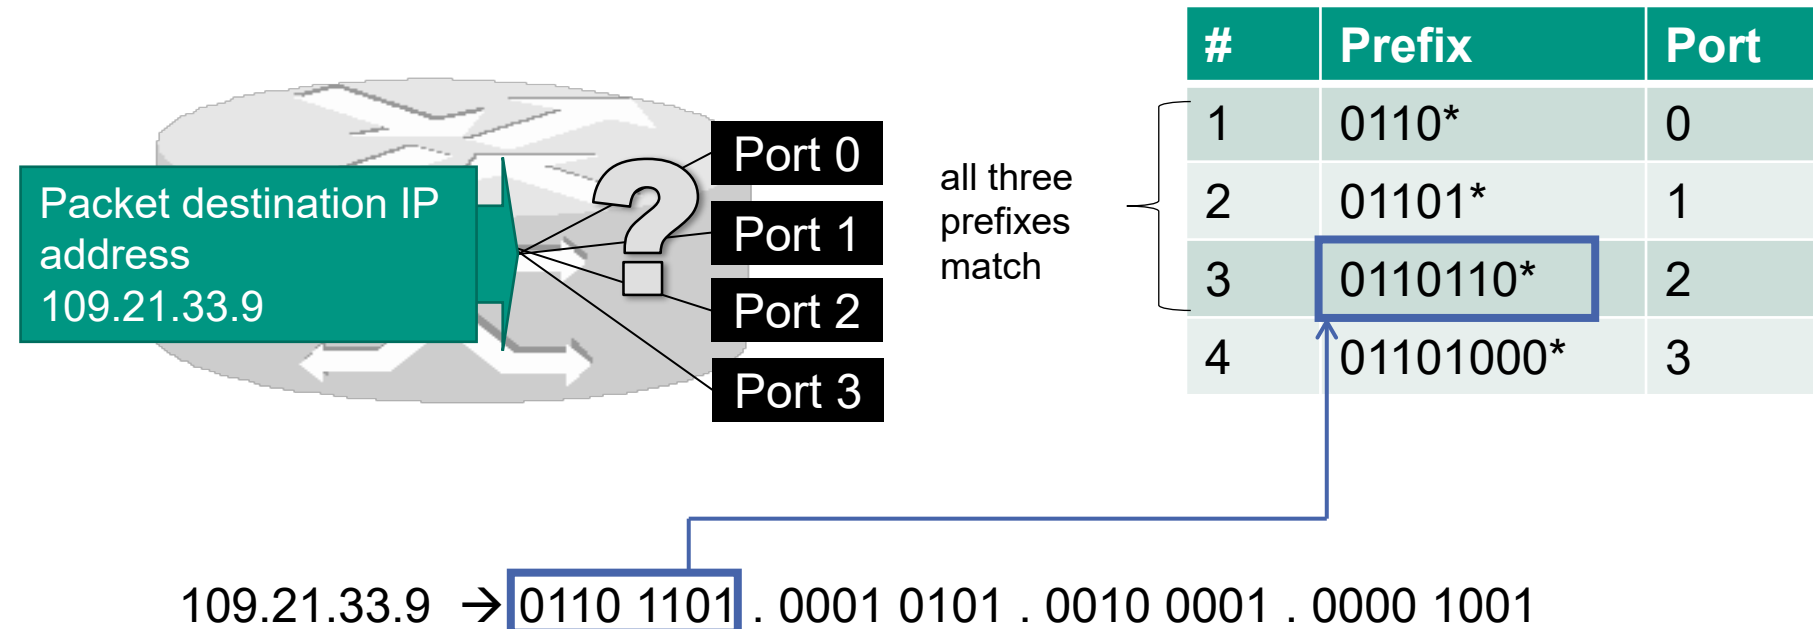 Packet destination IP
address
109.21.33.9
?
Port 0
Port 1
Port 2
Port 3
all three
prefixes
match
# Prefix Port
1 0110* 0
2 01101* 1
3 0110110* 2
4 01101000* 3
109.21.33.9 → 0110 1101 . 0001 0101 . 0010 0001 . 0000 1001